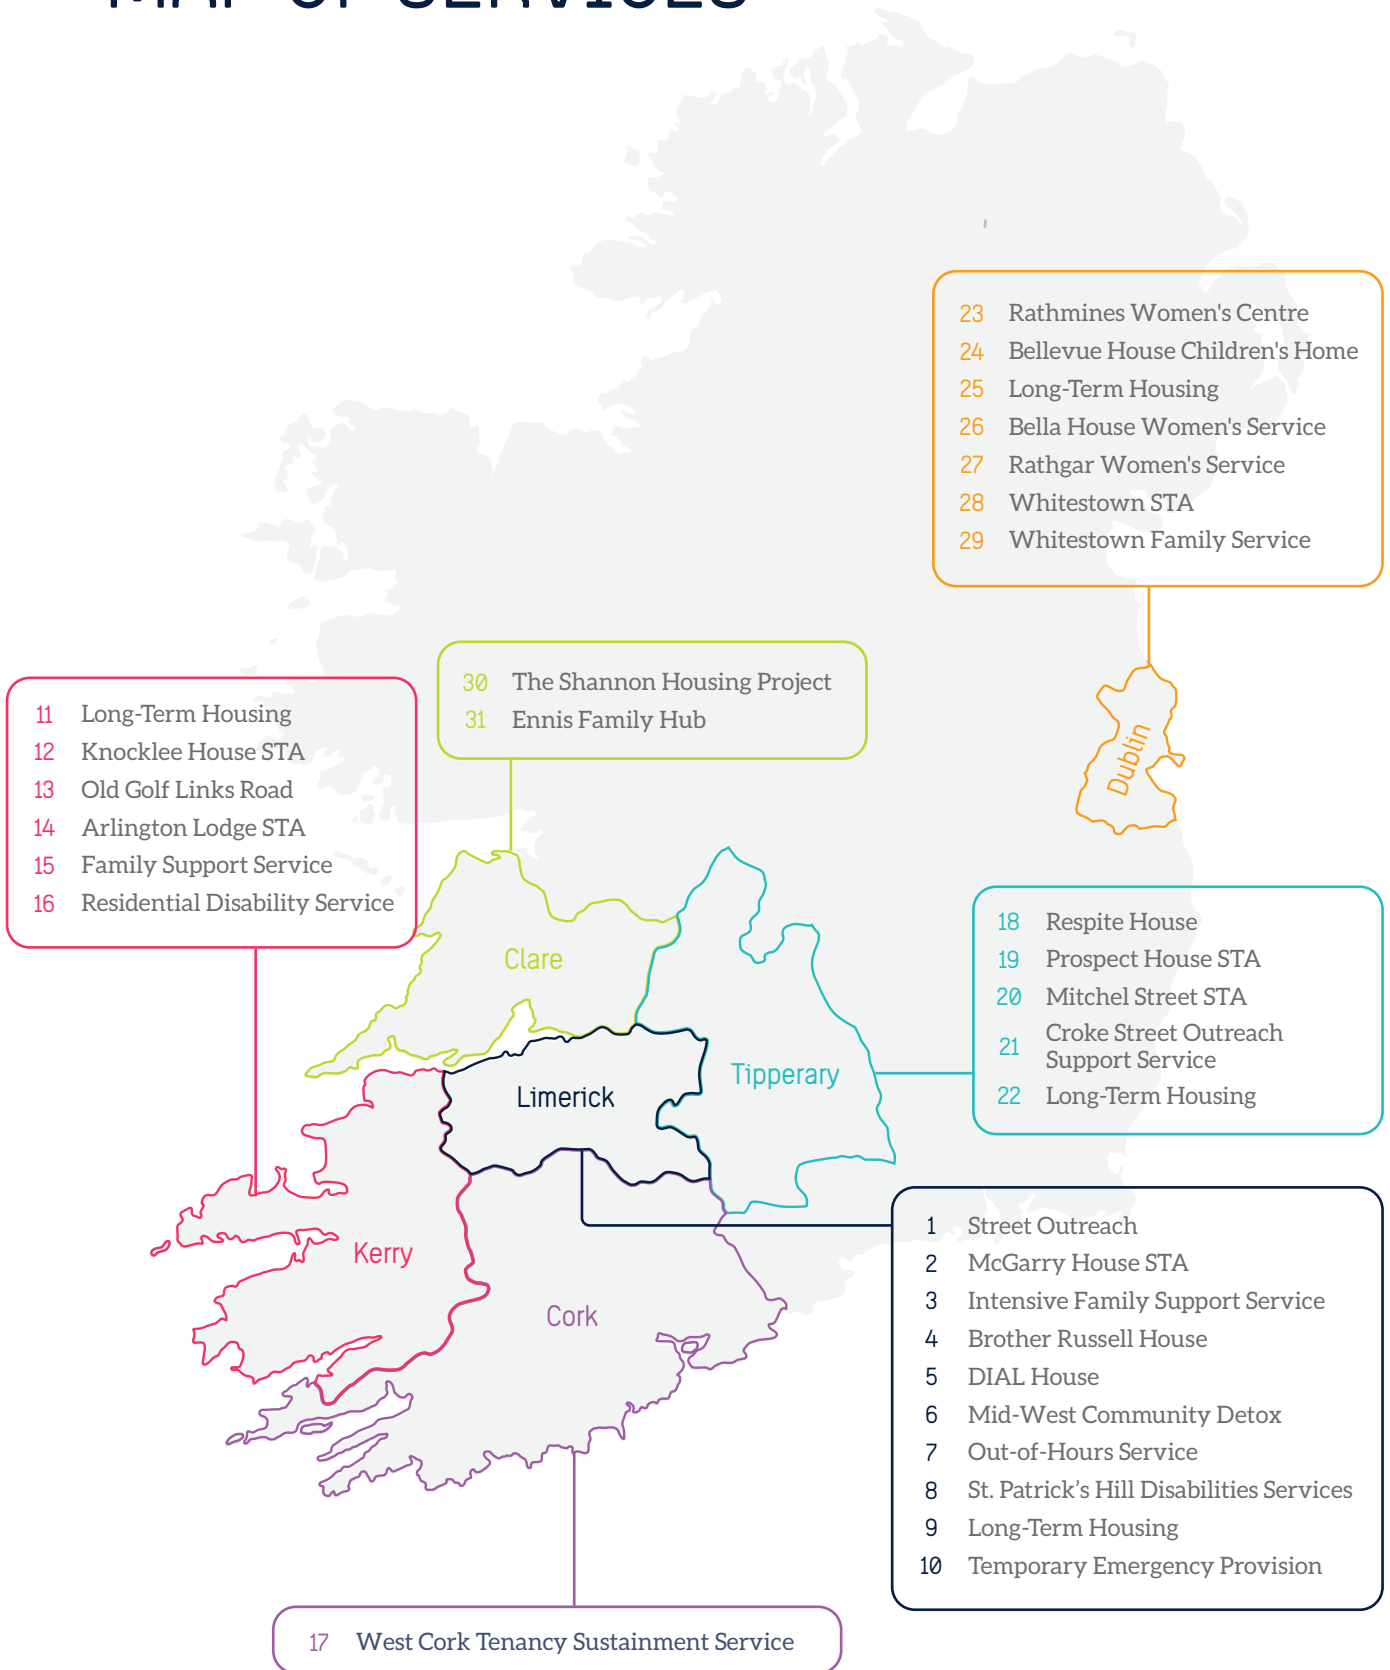 MAP OF SERVICES
23 Rathmines Women's Centre
24 Bellevue House Children's Home
25 Long-Term Housing
26 Bella House Women's Service
27 Rathgar Women's Service
28 Whitestown STA
29 Whitestown Family Service
30 The Shannon Housing Project
31 Ennis Family Hub
11 Long-Term Housing
12 Knocklee House STA
13 Old Golf Links Road
14 Arlington Lodge STA
15 Family Support Service
16 Residential Disability Service
Dublin
Clare
18 Respite House
19 Prospect House STA
20 Mitchel Street STA
21 Croke Street Outreach
Support Service
22 Long-Term Housing
Tipperary
Limerick
Kerry
Cork
1 Street Outreach
2 McGarry House STA
3 Intensive Family Support Service
4 Brother Russell House
5 DIAL House
6 Mid-West Community Detox
7 Out-of-Hours Service
8 St. Patrick’s Hill Disabilities Services
9 Long-Term Housing
10 Temporary Emergency Provision
17 West Cork Tenancy Sustainment Service